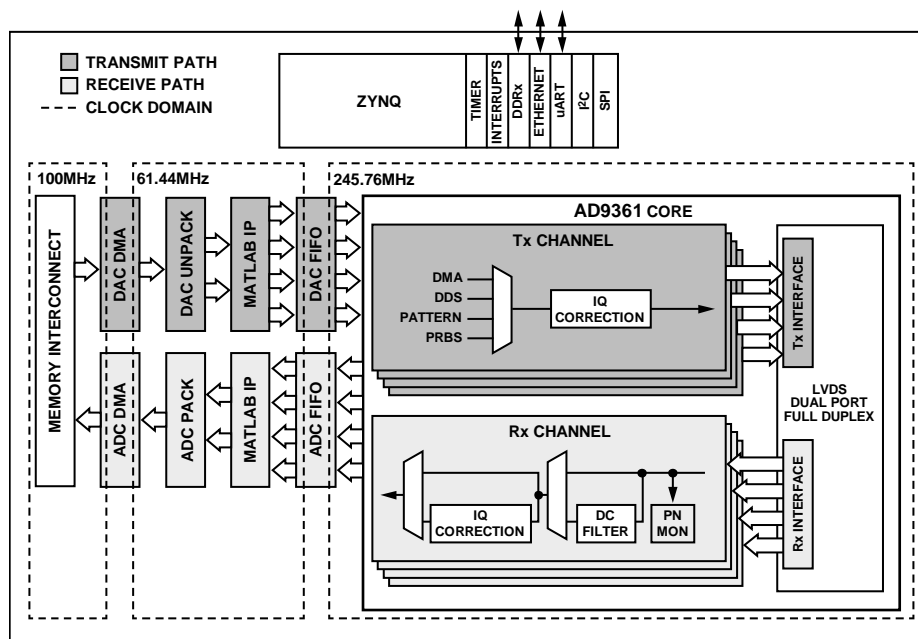 TRANSMIT PATH
RECEIVE PATH
CLOCK DOMAIN
ZYNQ
TIMER
INTERRUPTS
DDRx
ETHERNET
uART
I²C
SPI
100MHz
61.44MHz
245.76MHz
MEMORY INTERCONNECT
DAC DMA
DAC UNPACK
MATLAB IP
DAC FIFO
ADC DMA
ADC PACK
MATLAB IP
ADC FIFO
AD9361 CORE
Tx CHANNEL
DMA
DDS
PATTERN
PRBS
IQ
CORRECTION
Tx INTERFACE
LVDS
DUAL PORT
FULL DUPLEX
Rx CHANNEL
IQ
CORRECTION
DC
FILTER
PN
MON
Rx INTERFACE